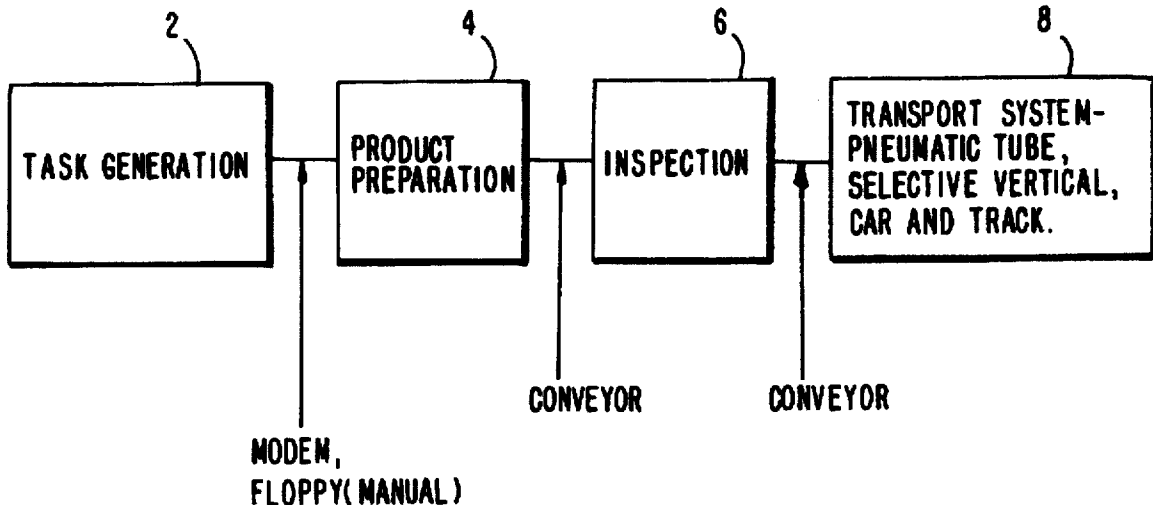 2
4
6
8
TASK GENERATION
PRODUCT
PREPARATION
INSPECTION
TRANSPORT SYSTEM-
PNEUMATIC TUBE,
SELECTIVE VERTICAL,
CAR AND TRACK.
CONVEYOR
CONVEYOR
MODEM,
FLOPPY(MANUAL)